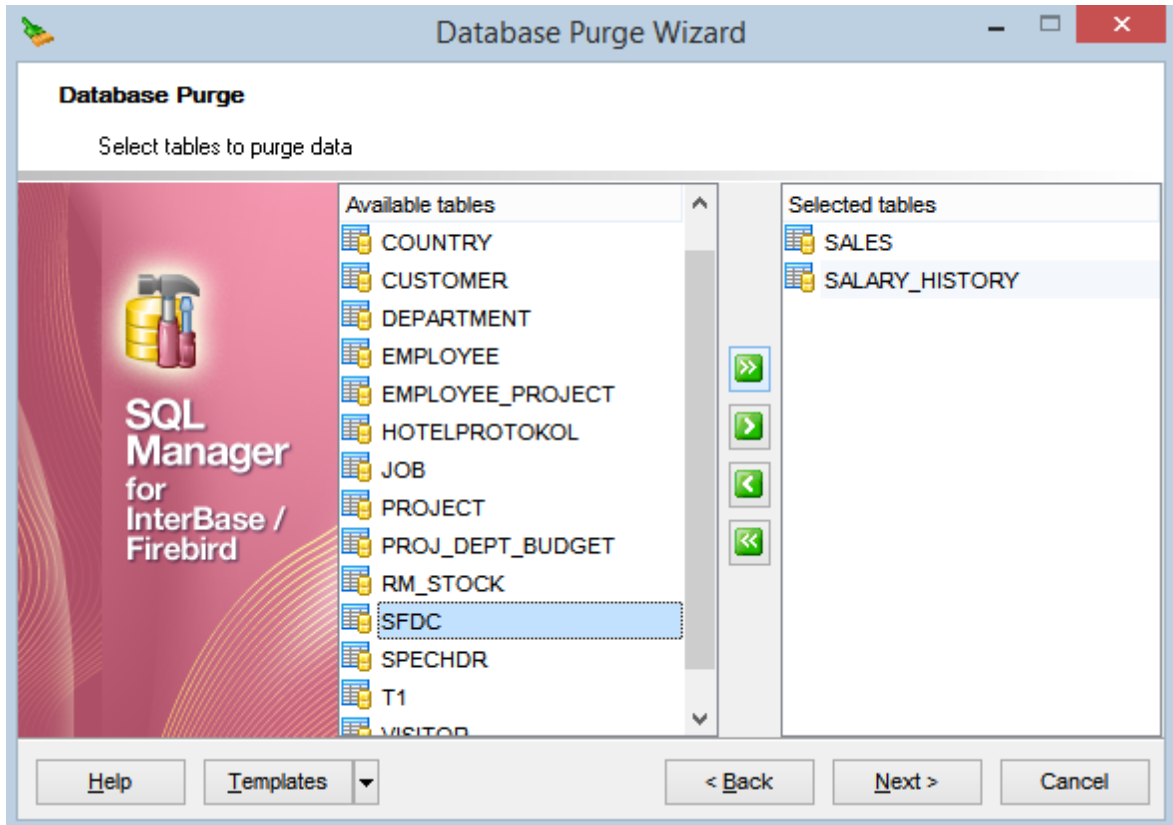 Database Purge Wizard
Database Purge
Select tables to purge data
SQL
Manager
for
InterBase /
Firebird
Available tables
COUNTRY
CUSTOMER
DEPARTMENT
EMPLOYEE
EMPLOYEE_PROJECT
HOTELPROTOKOL
JOB
PROJECT
PROJ_DEPT_BUDGET
RM_STOCK
SFDC
SPECHDR
T1
VISITOR
Selected tables
SALES
SALARY_HISTORY
Help
Templates
< Back
Next >
Cancel